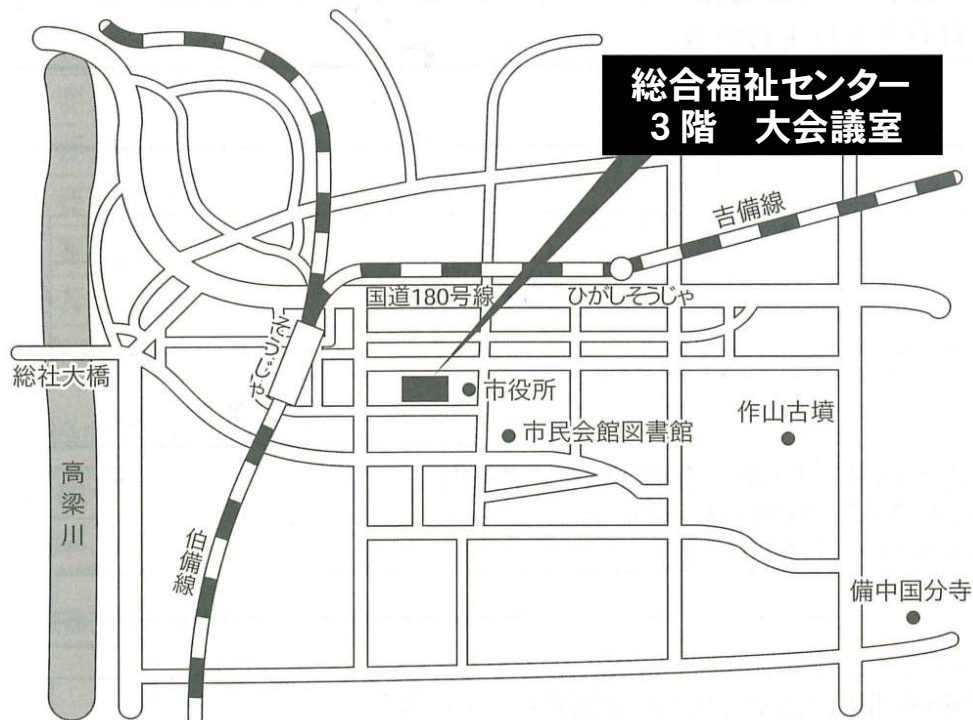 総合福祉センター
3階　大会議室
吉備線
国道180号線
ひがしそうじゃ
そうじゃ
総社大橋
市役所
作山古墳
市民会館図書館
高梁川
伯備線
備中国分寺